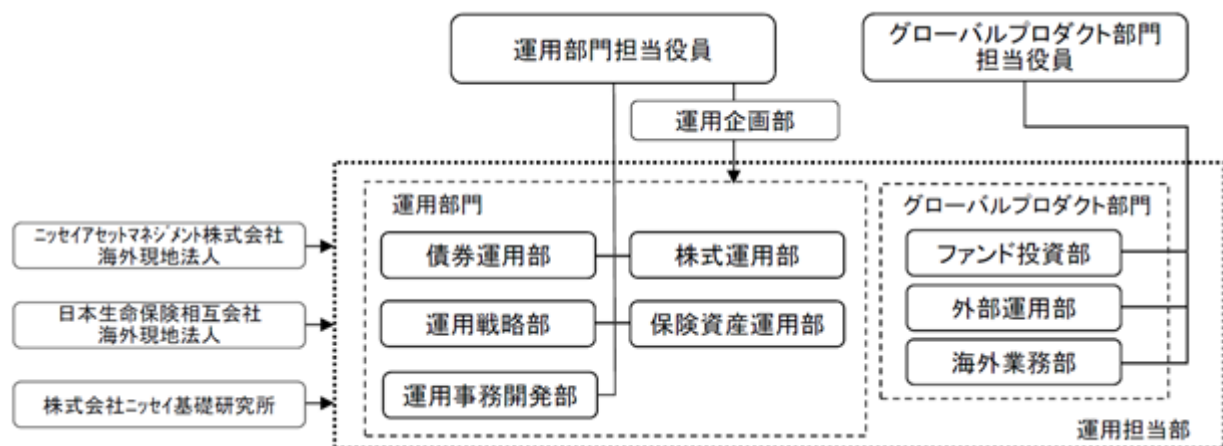 運用部門担当役員
グローバルプロダクト部門
担当役員
運用企画部
運用部門
グローバルプロダクト部門
ニッセイアセットマネジメント株式会社
海外現地法人
債券運用部
株式運用部
ファンド投資部
日本生命保険相互会社
海外現地法人
運用戦略部
保険資産運用部
外部運用部
海外業務部
株式会社ニッセイ基礎研究所
運用事務開発部
運用担当部